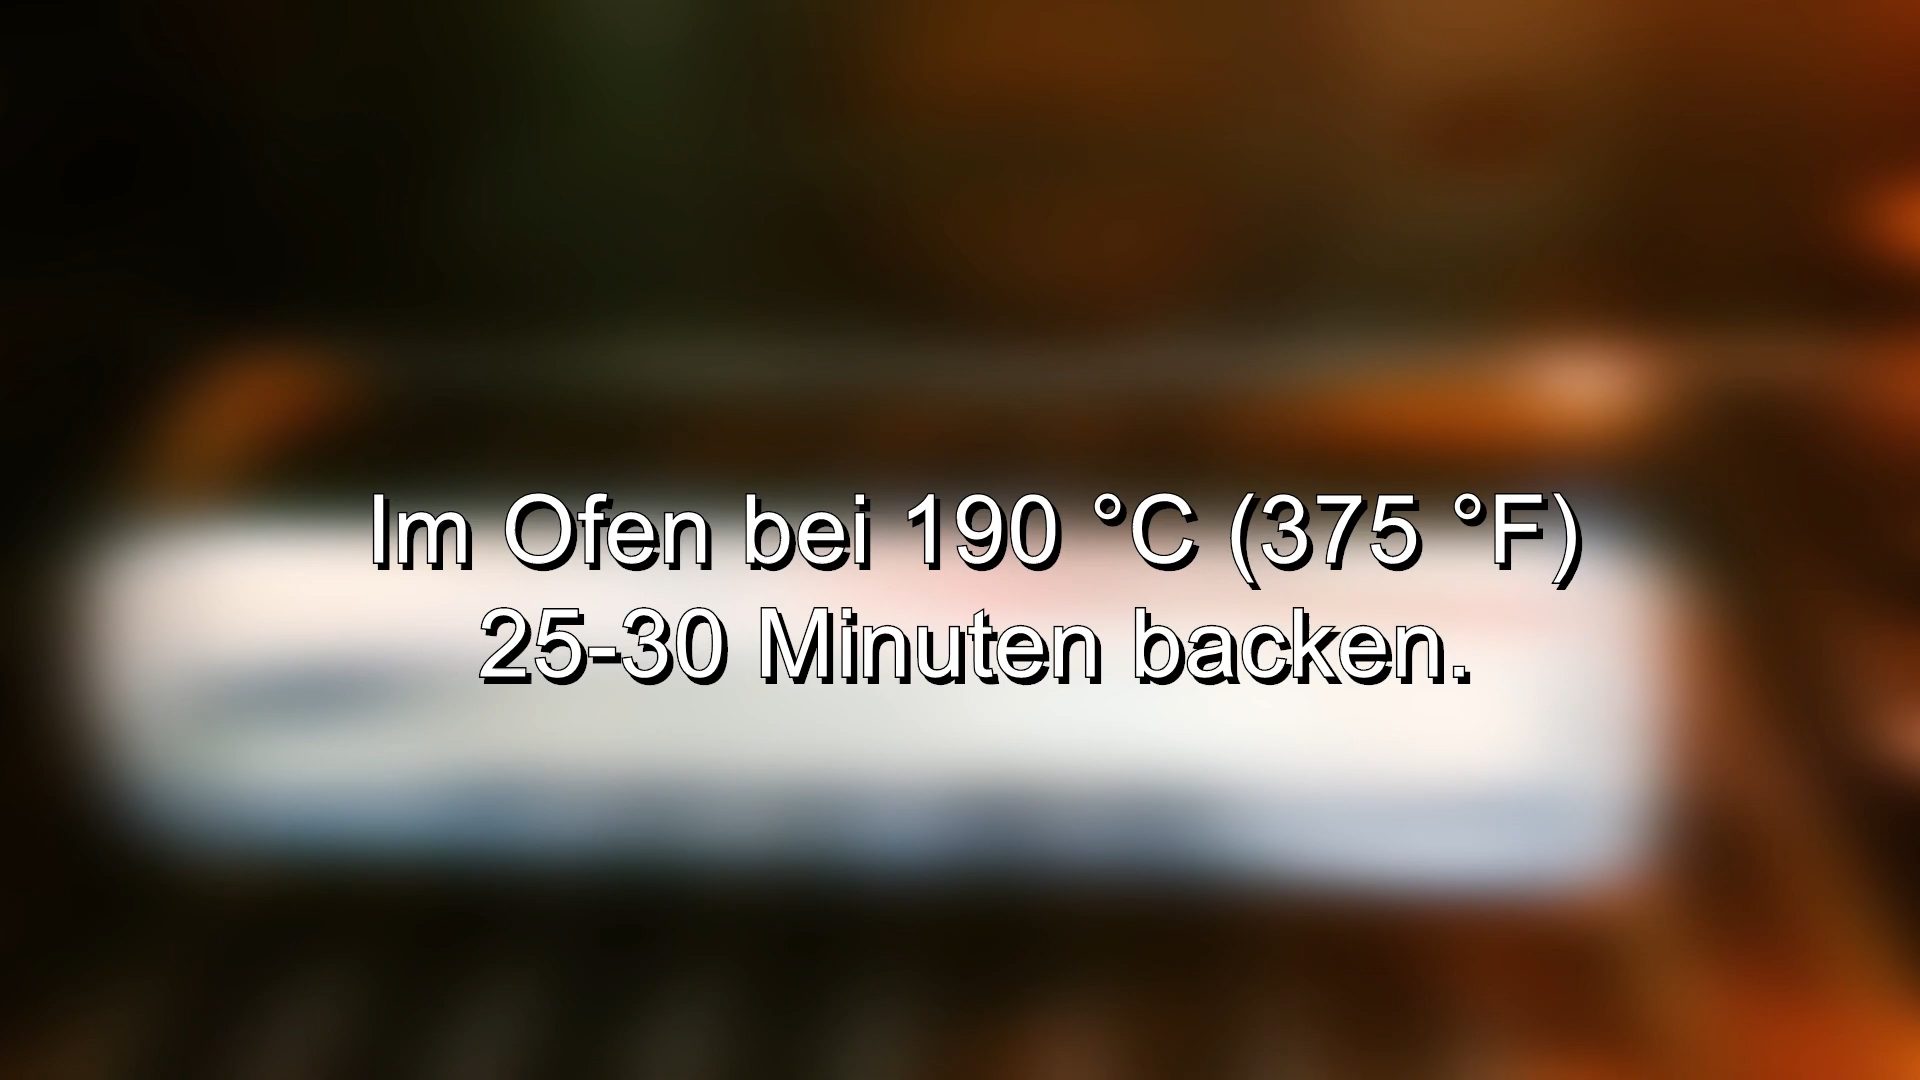 Im Ofen bei 190 °C (375 °F)
25-30 Minuten backen.